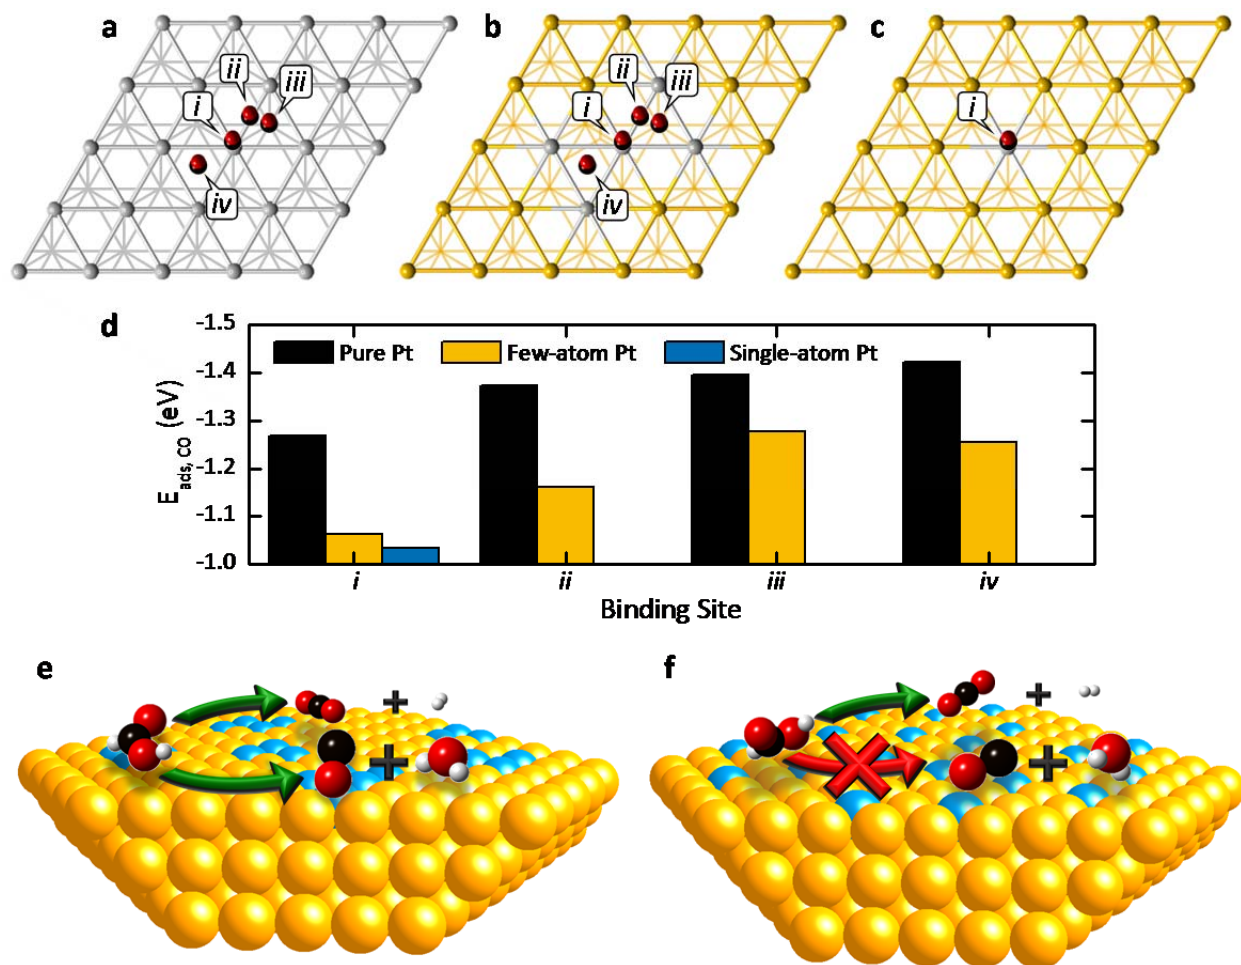 a
b
c
ii
iii
i
iv
ii
iii
i
iv
i
d
E_ads, CO (eV)
-1.5
-1.4
-1.3
-1.2
-1.1
-1.0
Pure Pt
Few-atom Pt
Single-atom Pt
i ii iii iv
Binding Site
e
f
+
+
+
+